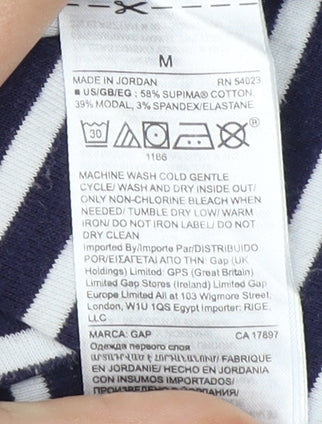 M
MADE IN JORDAN RN 54023
■ US/GB/EG : 58% SUPIMA® COTTON,
39% MODAL, 3% SPANDEX/ELASTANE
30
1186
MACHINE WASH COLD GENTLE
CYCLE/ WASH AND DRY INSIDE OUT/
ONLY NON-CHLORINE BLEACH WHEN
NEEDED/ TUMBLE DRY LOW/ WARM
IRON/ DO NOT IRON LABEL/ DO NOT
DRY CLEAN
Imported By/Importe Par/DISTRIBUIDO
POR/ΕΙΣΑΓΕΤΑΙ ΑΠΟ ΤΗΝ: Gap (UK
Holdings) Limited: GPS (Great Britain)
Limited Gap Stores (Ireland) Limited Gap
Europe Limited All at 103 Wigmore Street,
London, W1U 1QS Egypt Importer: RIGE,
LLC
MARCA: GAP CA 17897
Одежда первого слоя
FABRIQUE
EN JORDANIE/ HECHO EN JORDANIA
CON INSUMOS IMPORTADOS/
ПРОИЗВЕДЕНО В ИОРДАНИИ/